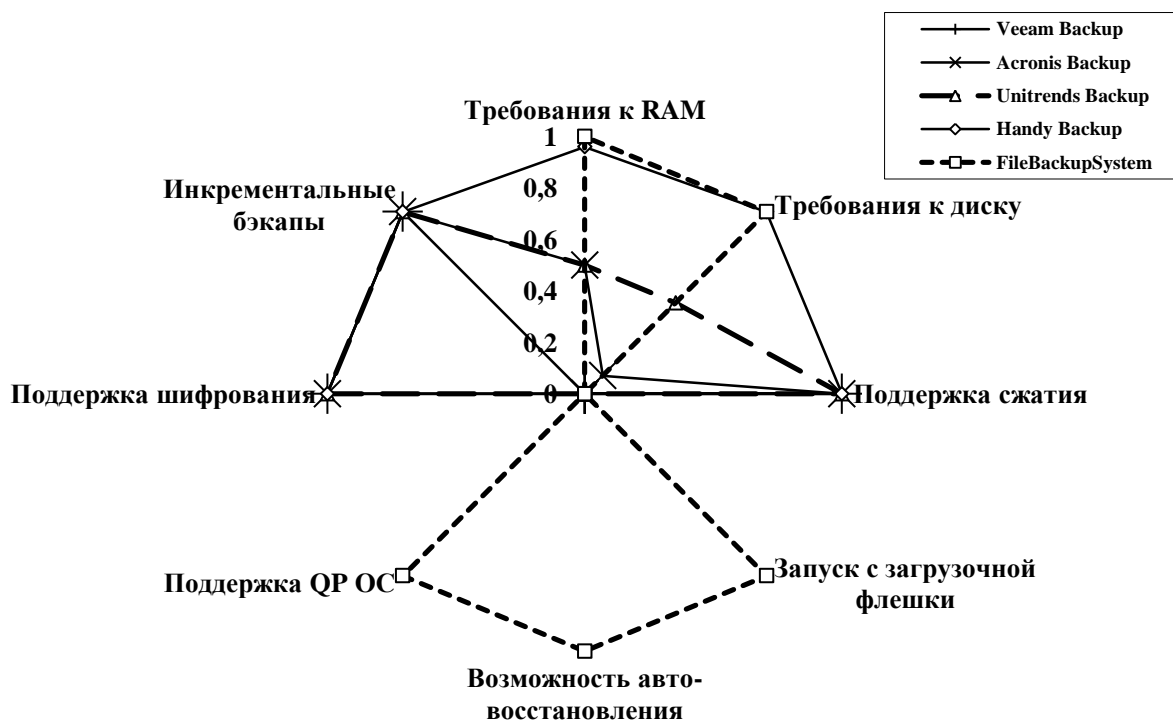 Veeam Backup
Acronis Backup
Unitrends Backup
Handy Backup
FileBackupSystem
Требования к RAM
1
0,8
0,6
0,4
0,2
0
Инкрементальные
бэкапы
Требования к диску
Поддержка шифрования
Поддержка сжатия
Поддержка QP ОС
Запуск с загрузочной
флешки
Возможность авто-
восстановления